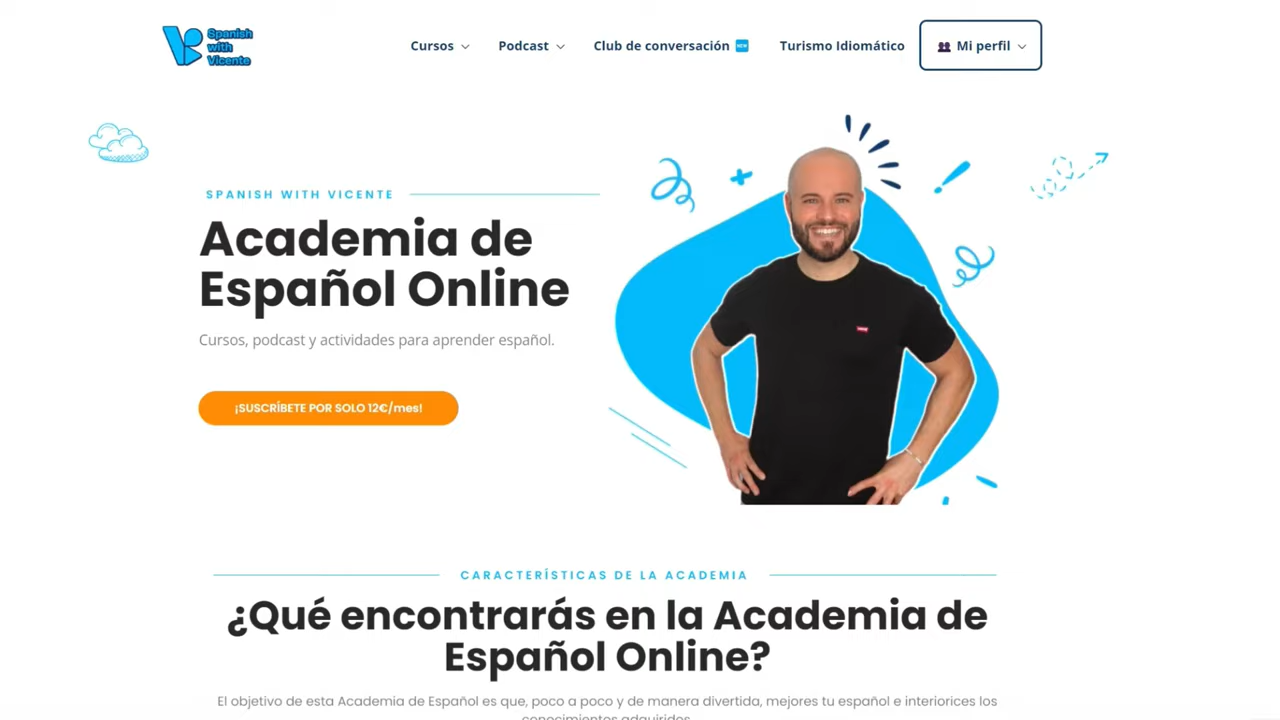 Spanish
with
Vicente
Cursos Podcast Club de conversación NEW Turismo Idiomático Mi perfil
SPANISH WITH VICENTE
Academia de
Español Online
Cursos, podcast y actividades para aprender español.
¡SUSCRÍBETE POR SOLO 12€/mes!
CARACTERÍSTICAS DE LA ACADEMIA
¿Qué encontrarás en la Academia de
Español Online?
El objetivo de esta Academia de Español es que, poco a poco y de manera divertida, mejores tu español e interiorices los
conocimientos adquiridos.